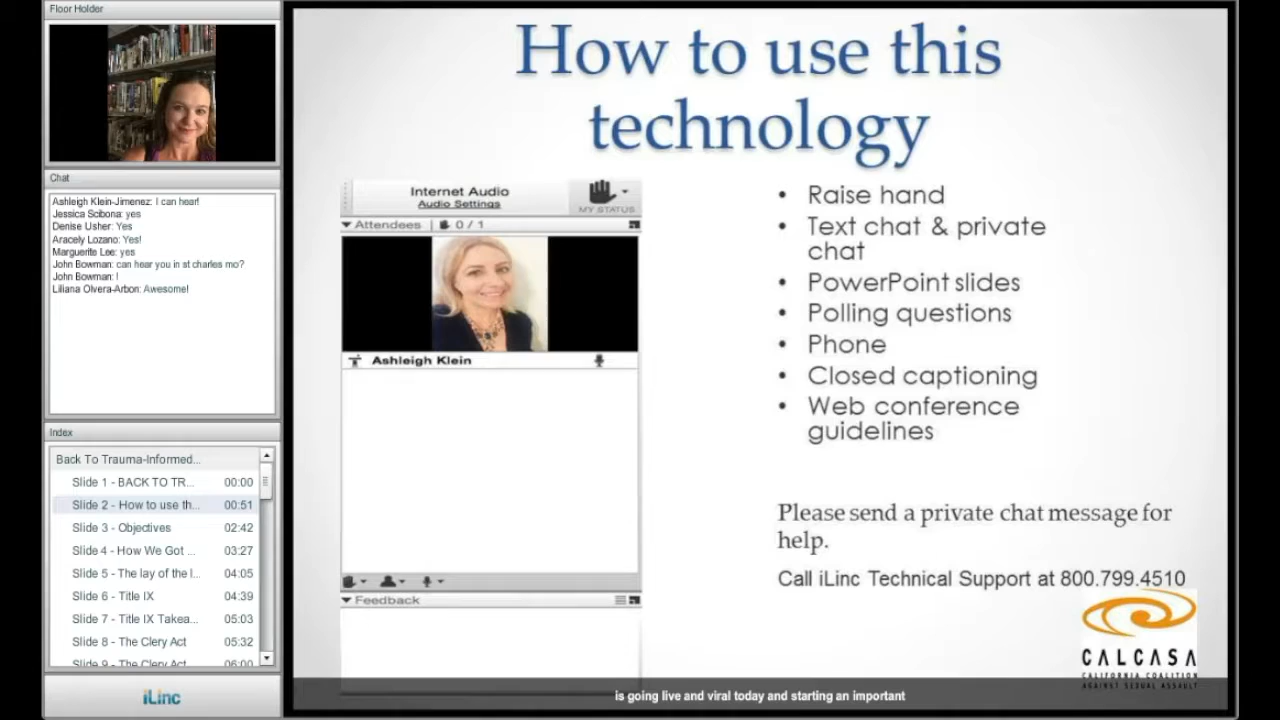 Floor Holder
Chat
Ashleigh Klein-Jimenez: I can hear!
Jessica Scibona: yes
Denise Usher: Yes
Aracely Lozano: Yes!
Marguerite Lee: yes
John Bowman: can hear you in st charles mo?
John Bowman: !
Liliana Olvera-Arbon: Awesome!
Index
Back To Trauma-Informed...
Slide 1 - BACK TO TR... 00:00
Slide 2 - How to use th... 00:51
Slide 3 - Objectives 02:42
Slide 4 - How We Got ... 03:27
Slide 5 - The lay of the l... 04:05
Slide 6 - Title IX 04:39
Slide 7 - Title IX Takea... 05:03
Slide 8 - The Clery Act 05:32
Slide 9 - The Clery Act 06:00
iLinc
How to use this
technology
Internet Audio
Audio Settings
MY STATUS
Attendees | 0 / 1
Ashleigh Klein
Feedback
• Raise hand
• Text chat & private
chat
• PowerPoint slides
• Polling questions
• Phone
• Closed captioning
• Web conference
guidelines
Please send a private chat message for
help.
Call iLinc Technical Support at 800.799.4510
CALCASA
CALIFORNIA COALITION
AGAINST SEXUAL ASSAULT
is going live and viral today and starting an important